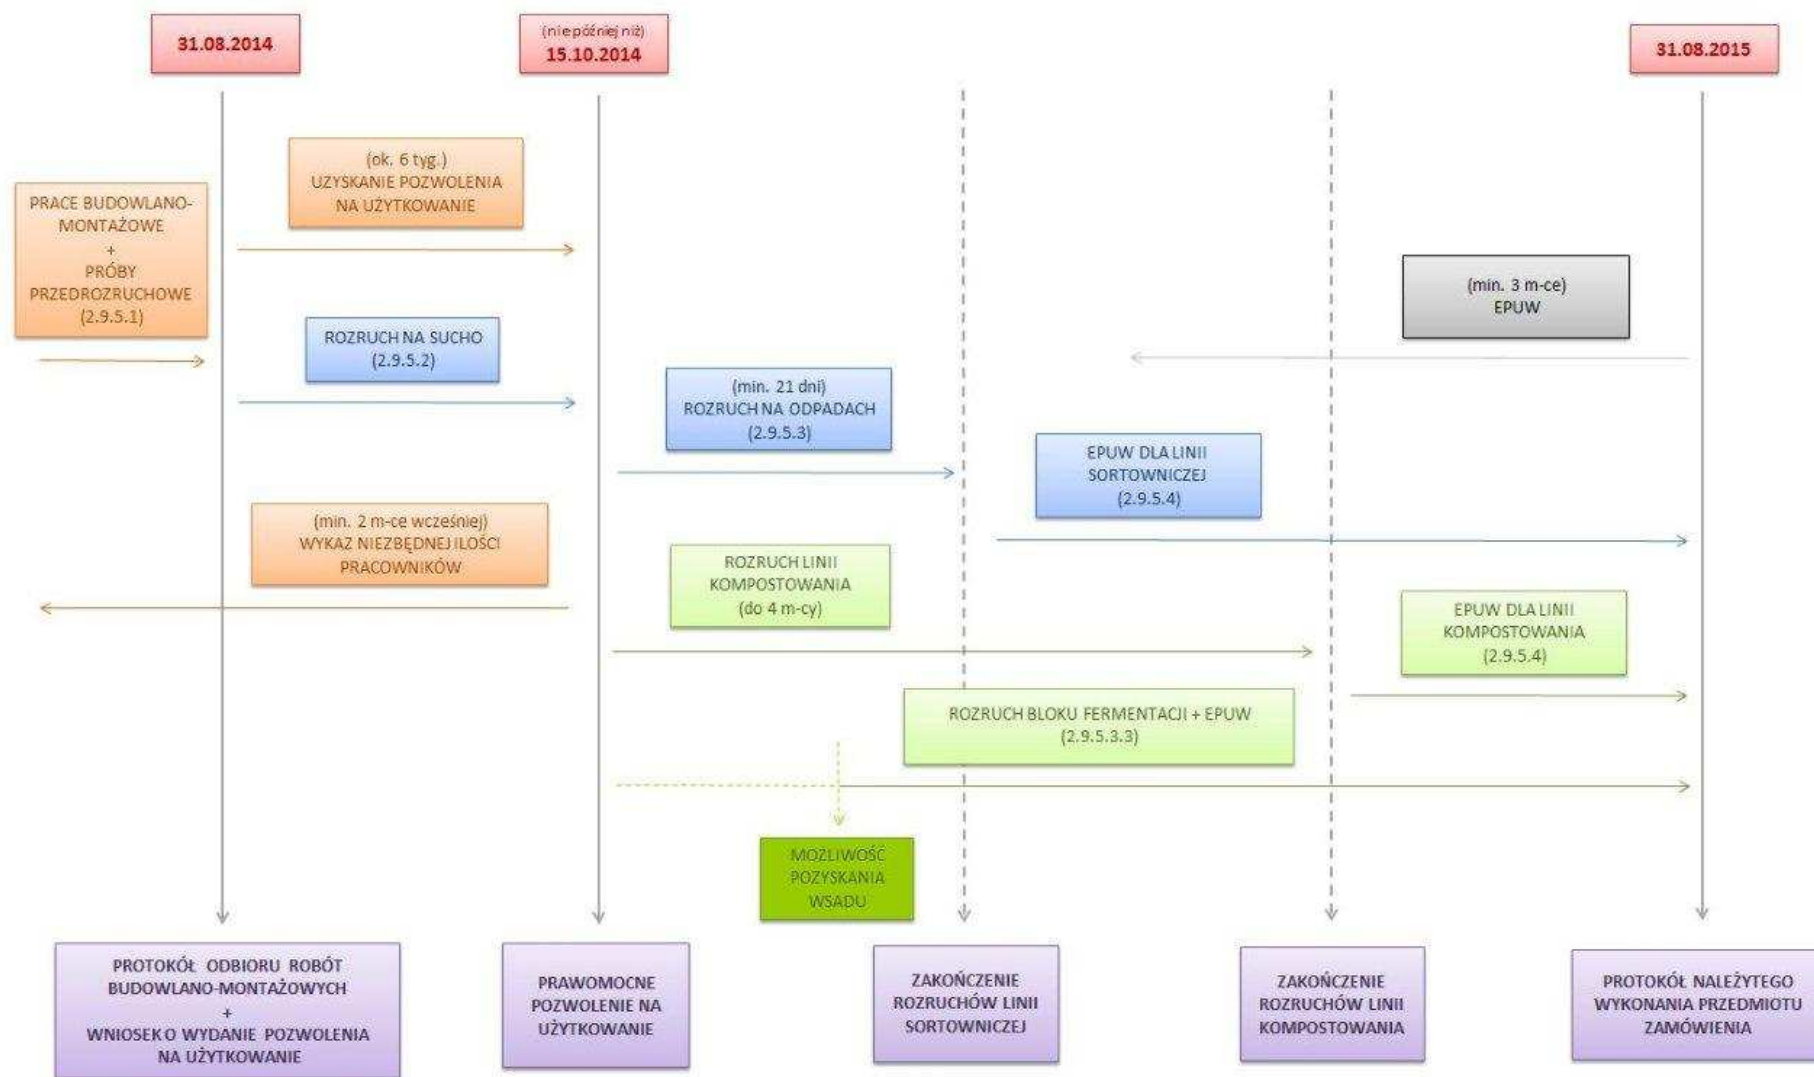 31.08.2014
(nie później niż)
15.10.2014
31.08.2015
(ok. 6 tyg.)
UZYSKANIE POZWOLENIA
NA UŻYTKOWANIE
PRACE BUDOWLANO-
MONTAŻOWE
+
PRÓBY
PRZEDROZRUCHOWE
(2.9.5.1)
(min. 3 m-ce)
EPUW
ROZRUCH NA SUCHO
(2.9.5.2)
(min. 21 dni)
ROZRUCH NA ODPADACH
(2.9.5.3)
EPUW DLA LINII
SORTOWNICZEJ
(2.9.5.4)
(min. 2 m-ce wcześniej)
WYKAZ NIEZBĘDNEJ ILOŚCI
PRACOWNIKÓW
ROZRUCH LINII
KOMPOSTOWANIA
(do 4 m-cy)
EPUW DLA LINII
KOMPOSTOWANIA
(2.9.5.4)
ROZRUCH BLOKU FERMENTACJI + EPUW
(2.9.5.3.3)
MOŻLIWOŚĆ
POZYSKANIA
WSADU
PROTOKÓŁ ODBIORU ROBÓT
BUDOWLANO-MONTAŻOWYCH
+
WNIOSEK O WYDANIE POZWOLENIA
NA UŻYTKOWANIE
PRAWOMOCNE
POZWOLENIE NA
UŻYTKOWANIE
ZAKOŃCZENIE
ROZRUCHÓW LINII
SORTOWNICZEJ
ZAKOŃCZENIE
ROZRUCHÓW LINII
KOMPOSTOWANIA
PROTOKÓŁ NALEŻYTEGO
WYKONANIA PRZEDMIOTU
ZAMÓWIENIA